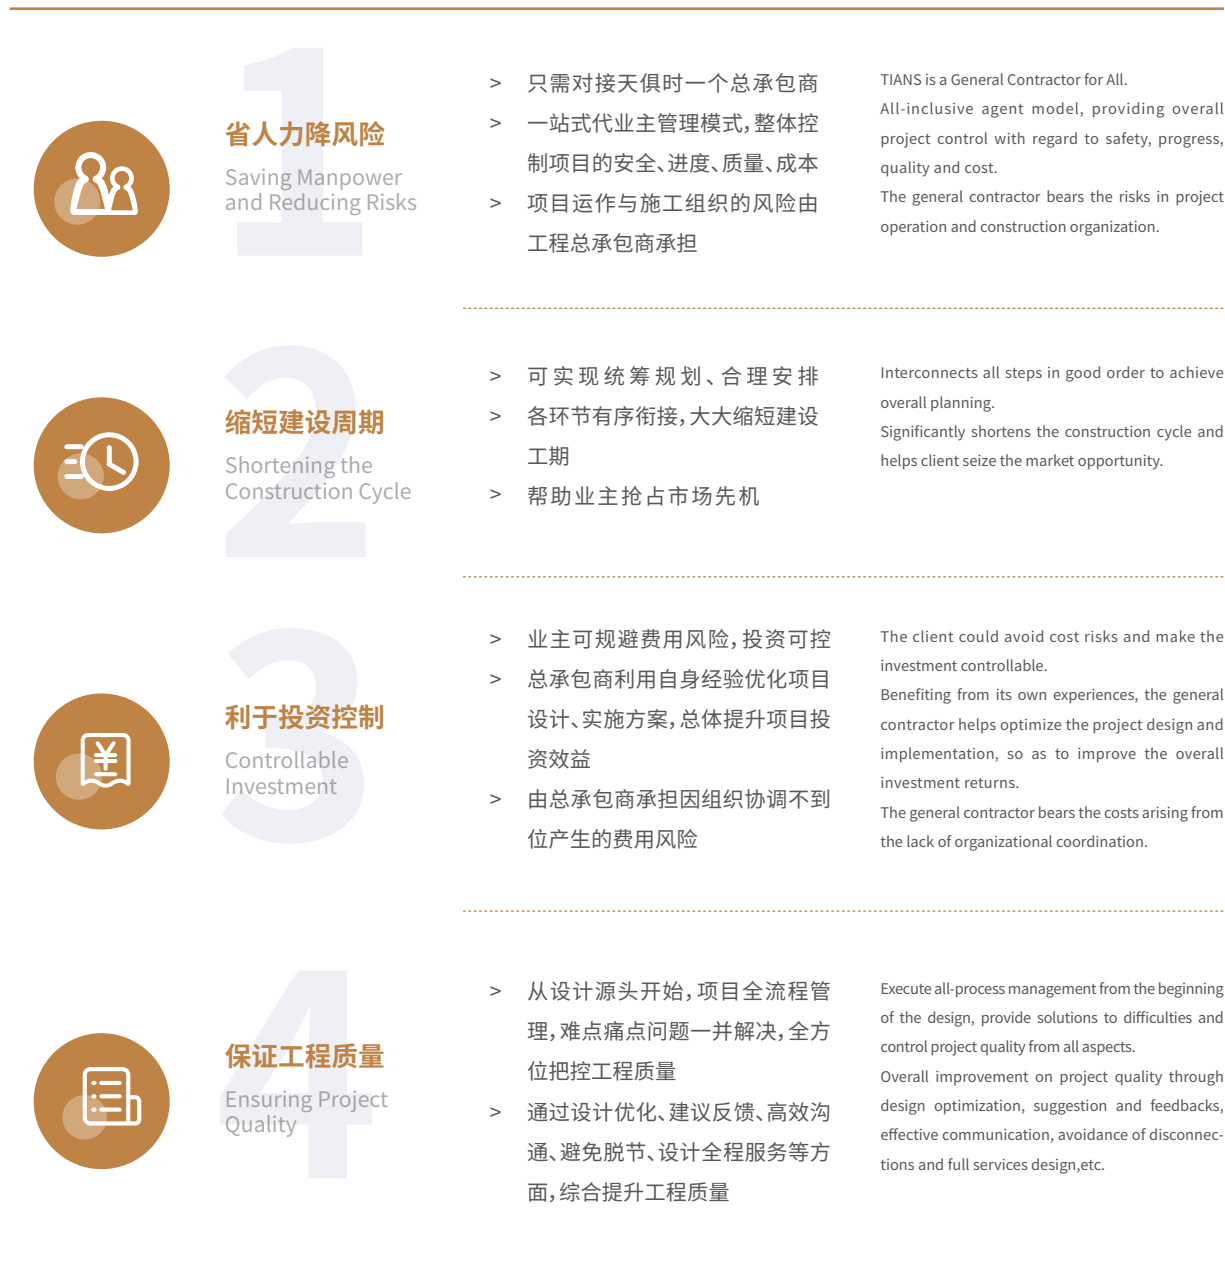 1
省人力降风险
Saving Manpower
and Reducing Risks
> 只需对接天俱时一个总承包商
> 一站式代业主管理模式，整体控
制项目的安全、进度、质量、成本
> 项目运作与施工组织的风险由
工程总承包商承担
TIANS is a General Contractor for All.
All-inclusive agent model, providing overall
project control with regard to safety, progress,
quality and cost.
The general contractor bears the risks in project
operation and construction organization.
2
缩短建设周期
Shortening the
Construction Cycle
> 可实现统筹规划、合理安排
> 各环节有序衔接，大大缩短建设
工期
> 帮助业主抢占市场先机
Interconnects all steps in good order to achieve
overall planning.
Significantly shortens the construction cycle and
helps client seize the market opportunity.
3
利于投资控制
Controllable
Investment
> 业主可规避费用风险，投资可控
> 总承包商利用自身经验优化项目
设计、实施方案，总体提升项目投
资效益
> 由总承包商承担因组织协调不到
位产生的费用风险
The client could avoid cost risks and make the
investment controllable.
Benefiting from its own experiences, the general
contractor helps optimize the project design and
implementation, so as to improve the overall
investment returns.
The general contractor bears the costs arising from
the lack of organizational coordination.
4
保证工程质量
Ensuring Project
Quality
> 从设计源头开始，项目全流程管
理，难点痛点问题一并解决，全方
位把控工程质量
> 通过设计优化、建议反馈、高效沟
通、避免脱节、设计全程服务等方
面，综合提升工程质量
Execute all-process management from the beginning
of the design, provide solutions to difficulties and
control project quality from all aspects.
Overall improvement on project quality through
design optimization, suggestion and feedbacks,
effective communication, avoidance of disconnec-
tions and full services design,etc.